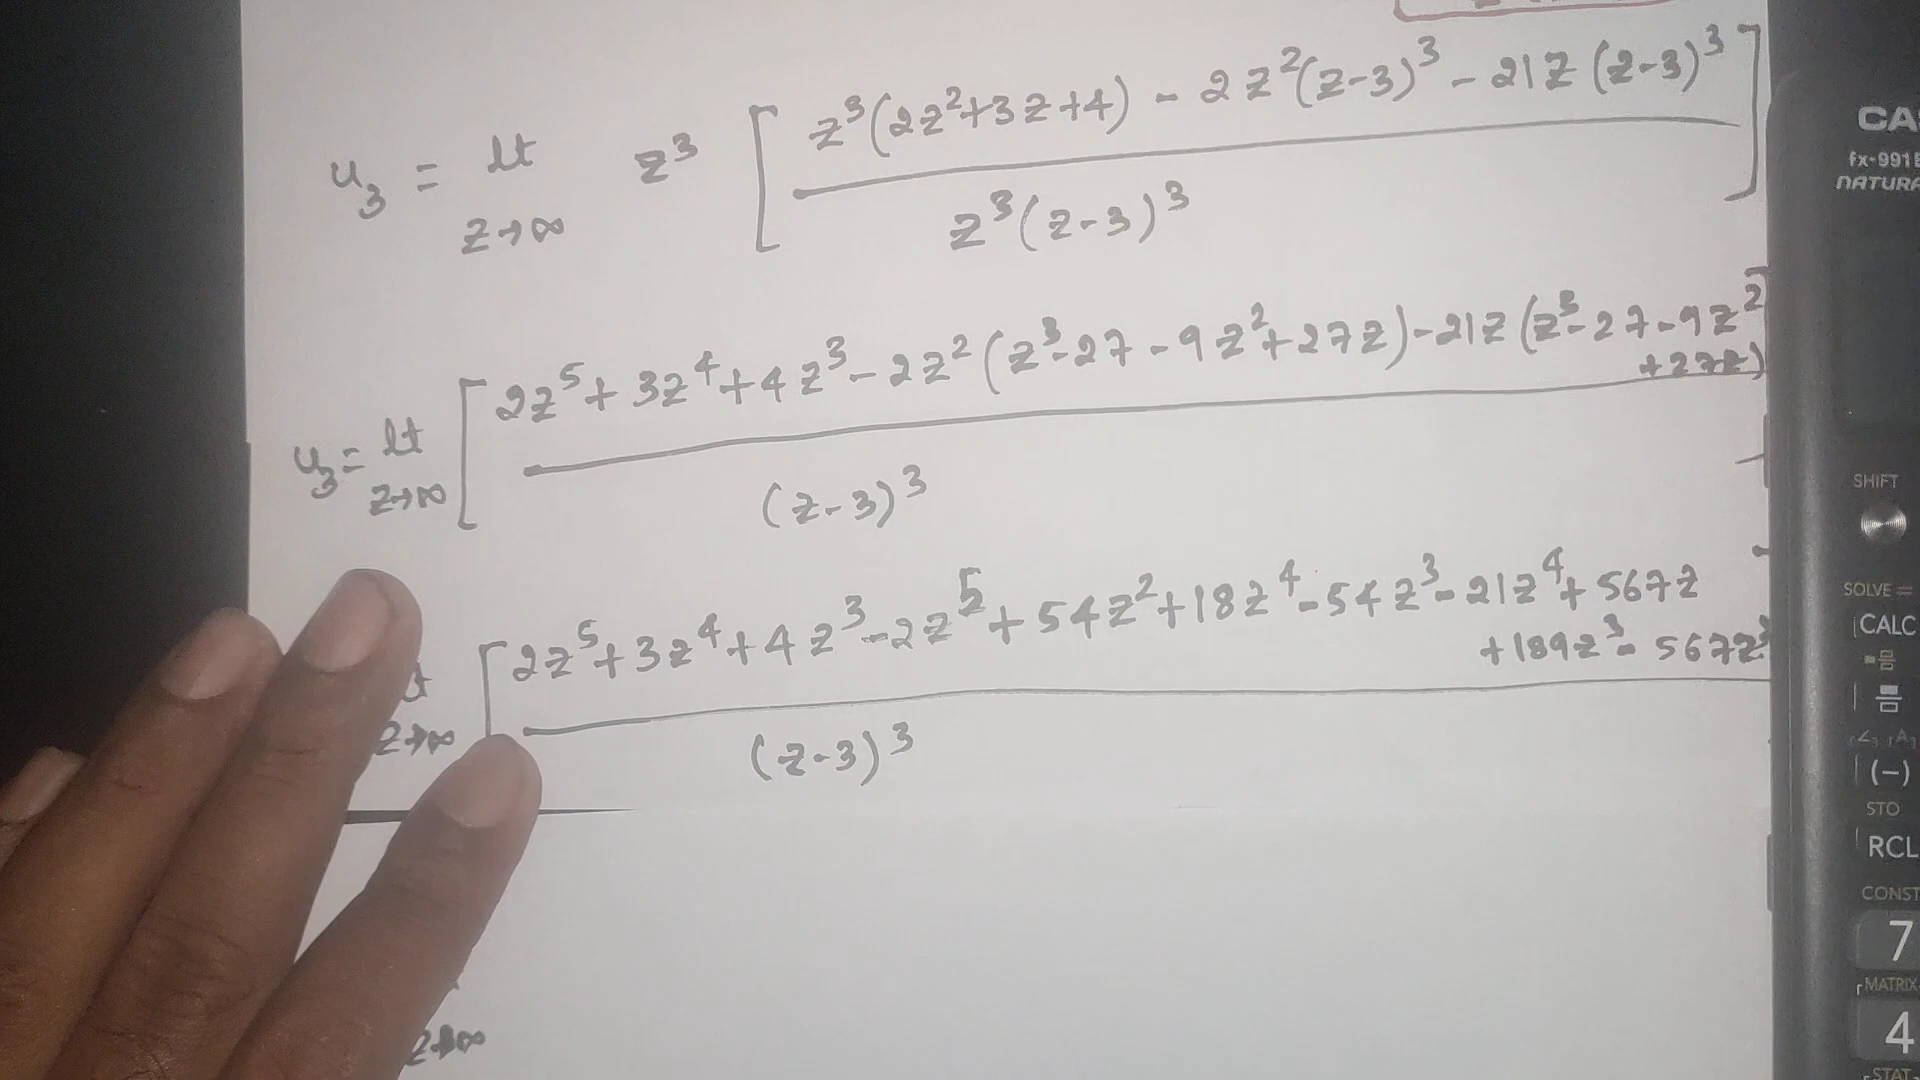 u₃ = lt z→∞ z³ [ z³(2z²+3z+4) - 2z²(z-3)³ - 21z(z-3)³ / z³(z-3)³ ]
u₃ = lt z→∞ [ 2z⁵+3z⁴+4z³-2z²(z³-27-9z²+27z)-21z(z³-27-9z²+27z) / (z-3)³
z→∞ [ 2z⁵+3z⁴+4z³-2z⁵+54z²+18z⁴-54z³-21z⁴+567z+189z³-567z² / (z-3)³
z→∞
CA
fx-991E
NATURA
SHIFT
SOLVE =
CALC
(-)
STO
RCL
CONST
7
MATRIX
4
STAT